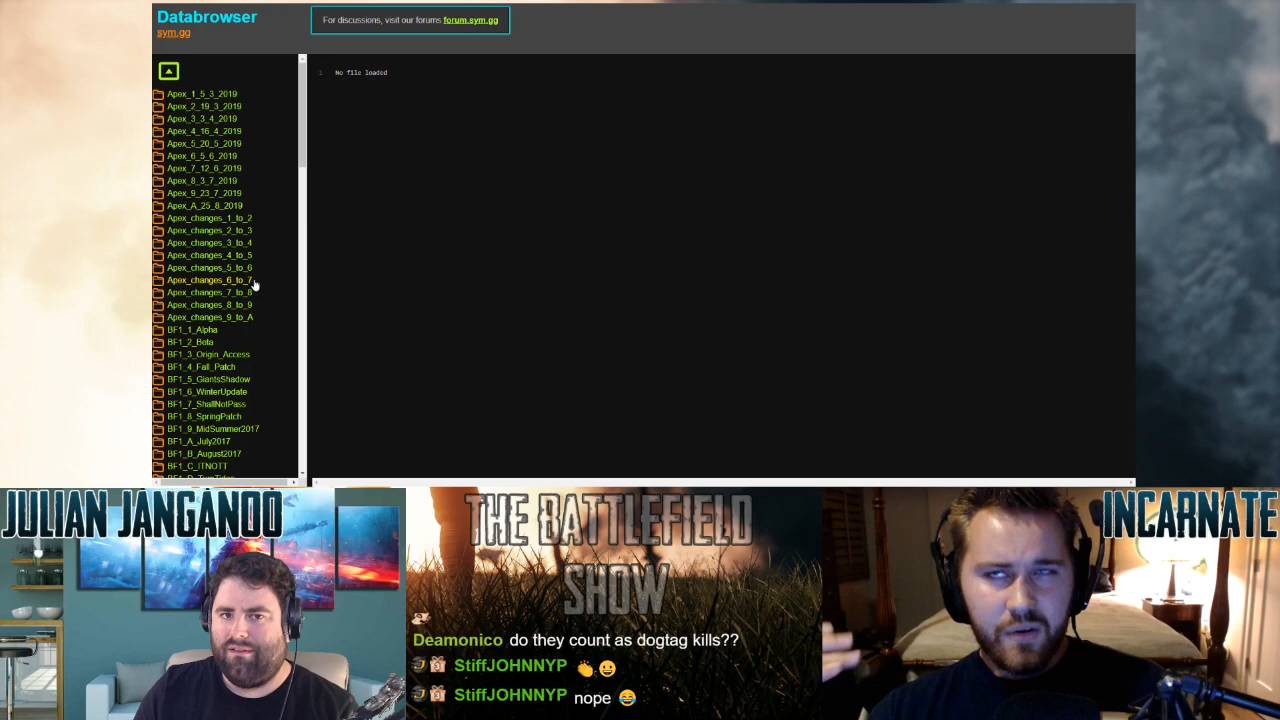 Databrowser
sym.gg
For discussions, visit our forums forum.sym.gg
1 No file loaded
Apex_1_5_3_2019
Apex_2_19_3_2019
Apex_3_3_4_2019
Apex_4_16_4_2019
Apex_5_20_5_2019
Apex_6_5_6_2019
Apex_7_12_6_2019
Apex_8_3_7_2019
Apex_9_23_7_2019
Apex_A_25_8_2019
Apex_changes_1_to_2
Apex_changes_2_to_3
Apex_changes_3_to_4
Apex_changes_4_to_5
Apex_changes_5_to_6
Apex_changes_6_to_7
Apex_changes_7_to_8
Apex_changes_8_to_9
Apex_changes_9_to_A
BF1_1_Alpha
BF1_2_Beta
BF1_3_Origin_Access
BF1_4_Fall_Patch
BF1_5_GiantsShadow
BF1_6_WinterUpdate
BF1_7_ShallNotPass
BF1_8_SpringPatch
BF1_9_MidSummer2017
BF1_A_July2017
BF1_B_August2017
BF1_C_ITNOTT
JULIAN JANGANOO
THE BATTLEFIELD
SHOW
INCARNATE
Deamonico do they count as dogtag kills??
StiffJOHNNYP 👏😀
StiffJOHNNYP nope 😂